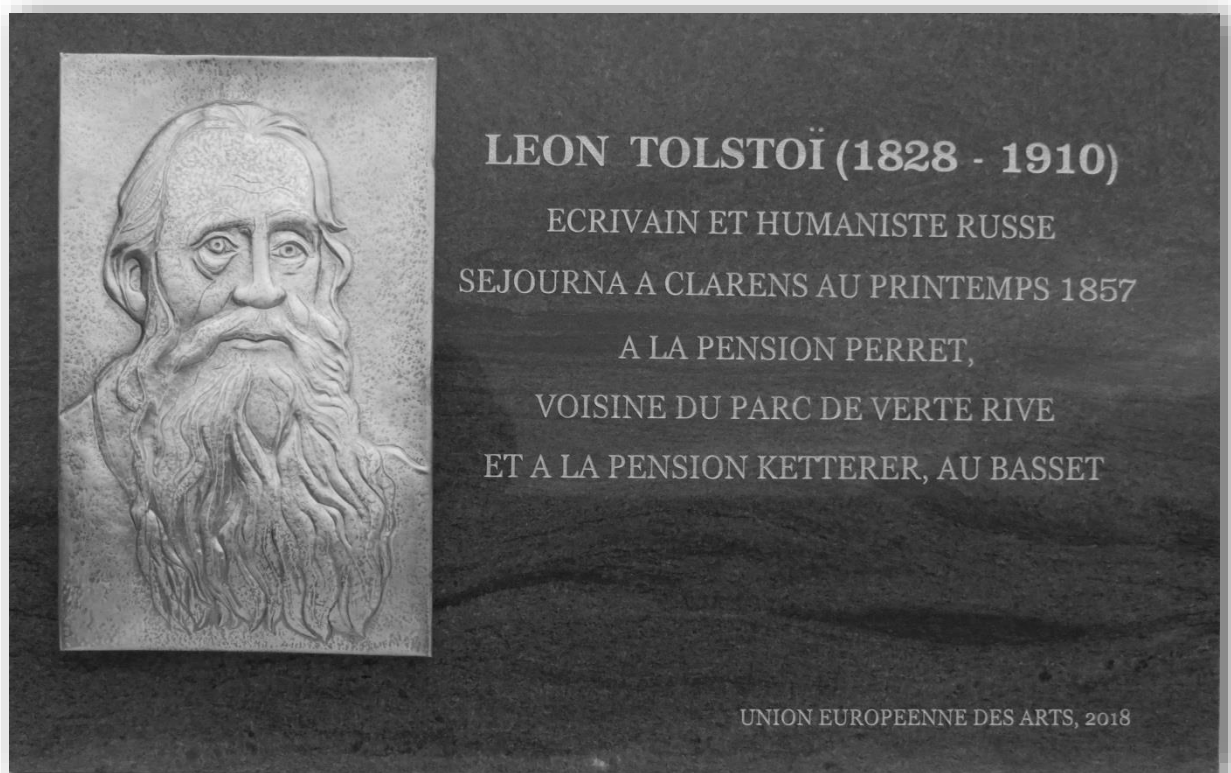 LEON TOLSTOÏ (1828 - 1910)
ECRIVAIN ET HUMANISTE RUSSE
SEJOURNA A CLARENS AU PRINTEMPS 1857
A LA PENSION PERRET,
VOISINE DU PARC DE VERTE RIVE
ET A LA PENSION KETTERER, AU BASSET
UNION EUROPEENNE DES ARTS, 2018